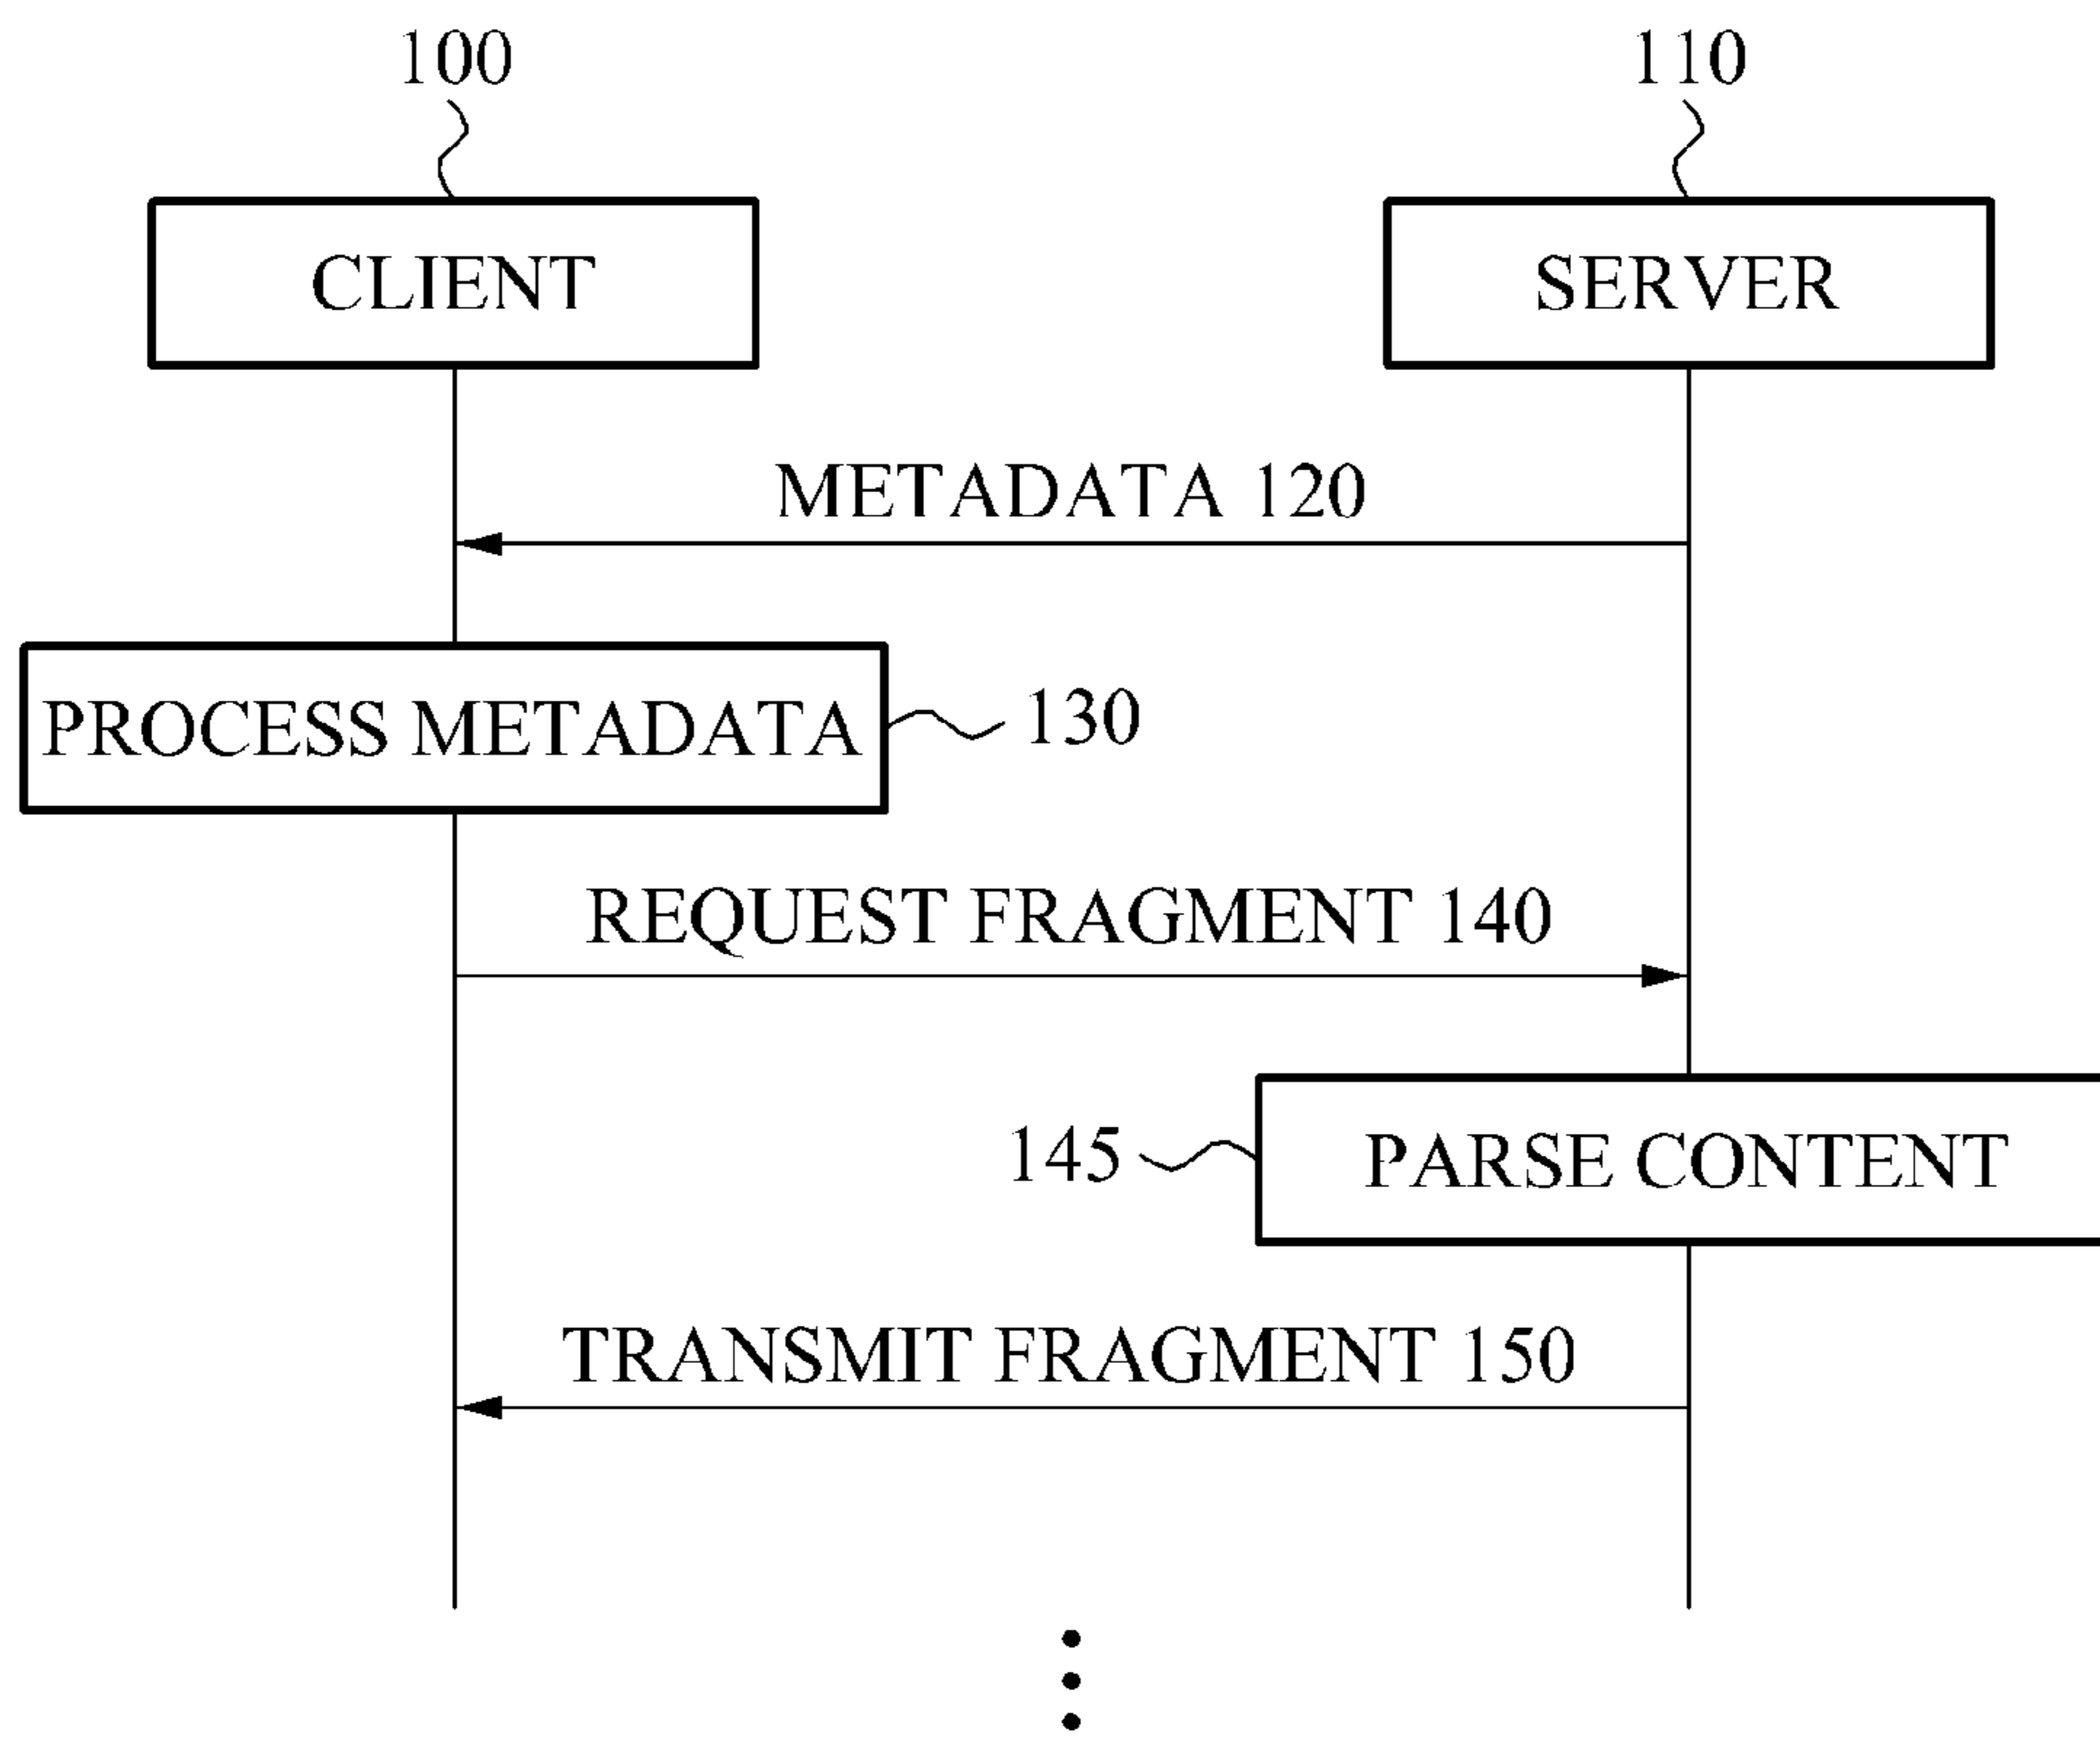 100
110
CLIENT
SERVER
METADATA 120
PROCESS METADATA
130
REQUEST FRAGMENT 140
145
PARSE CONTENT
TRANSMIT FRAGMENT 150